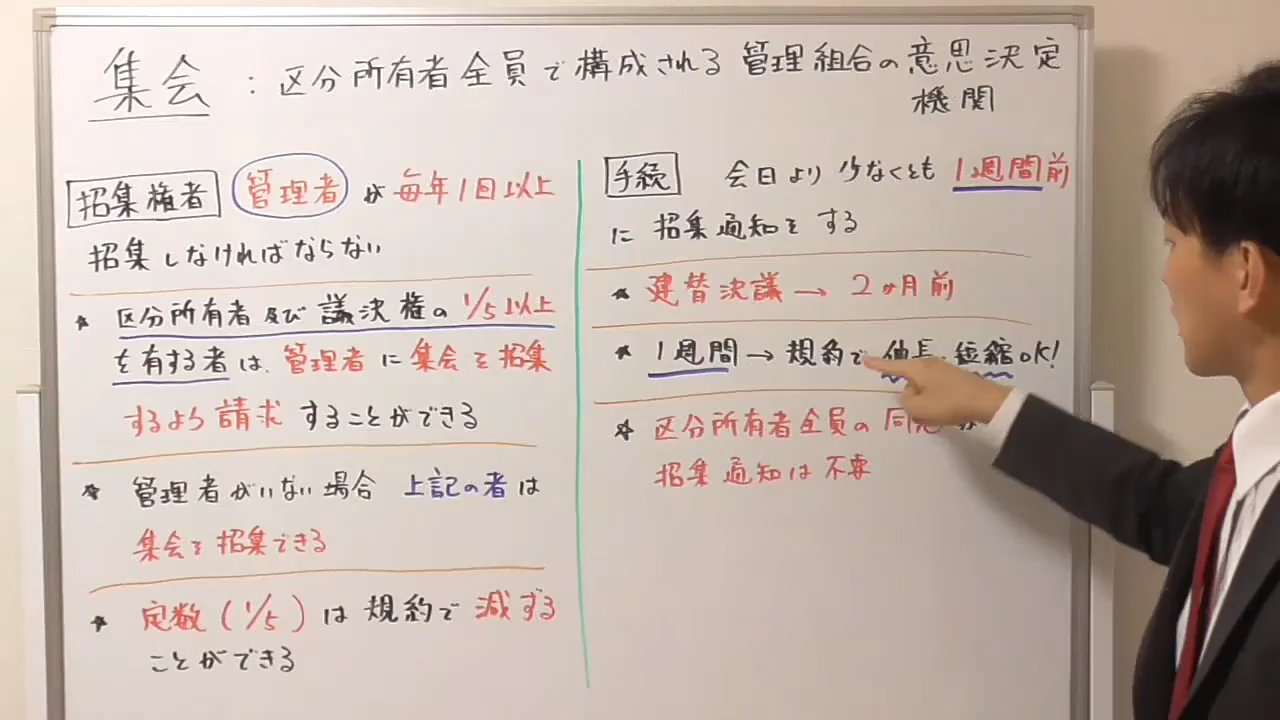 集会 : 区分所有者全員で構成される管理組合の意思決定
機関
招集権者 管理者が毎年1回以上
招集しなければならない
★ 区分所有者及び議決権の1/5以上
を有する者は、管理者に集会を招集
するよう請求することができる
★ 管理者がいない場合 上記の者は
集会を招集できる
★ 定数(1/5)は規約で減ずる
ことができる
手続 会日より少なくとも1週間前
に招集通知をする
★ 建替決議→2ヶ月前
★ 1週間→規約で伸長・短縮OK!
★ 区分所有者全員の同意
招集通知は不要